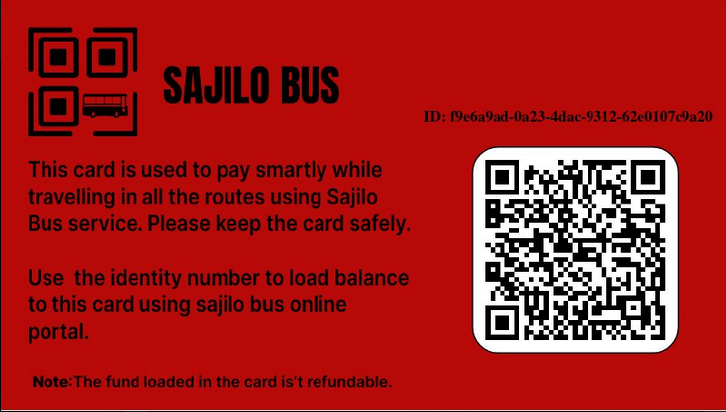 SAJILO BUS
ID: f9e6a9ad-0a23-4dac-9312-62e0107c9a20
This card is used to pay smartly while
travelling in all the routes using Sajilo
Bus service. Please keep the card safely.
Use the identity number to load balance
to this card using sajilo bus online
portal.
Note:The fund loaded in the card is't refundable.